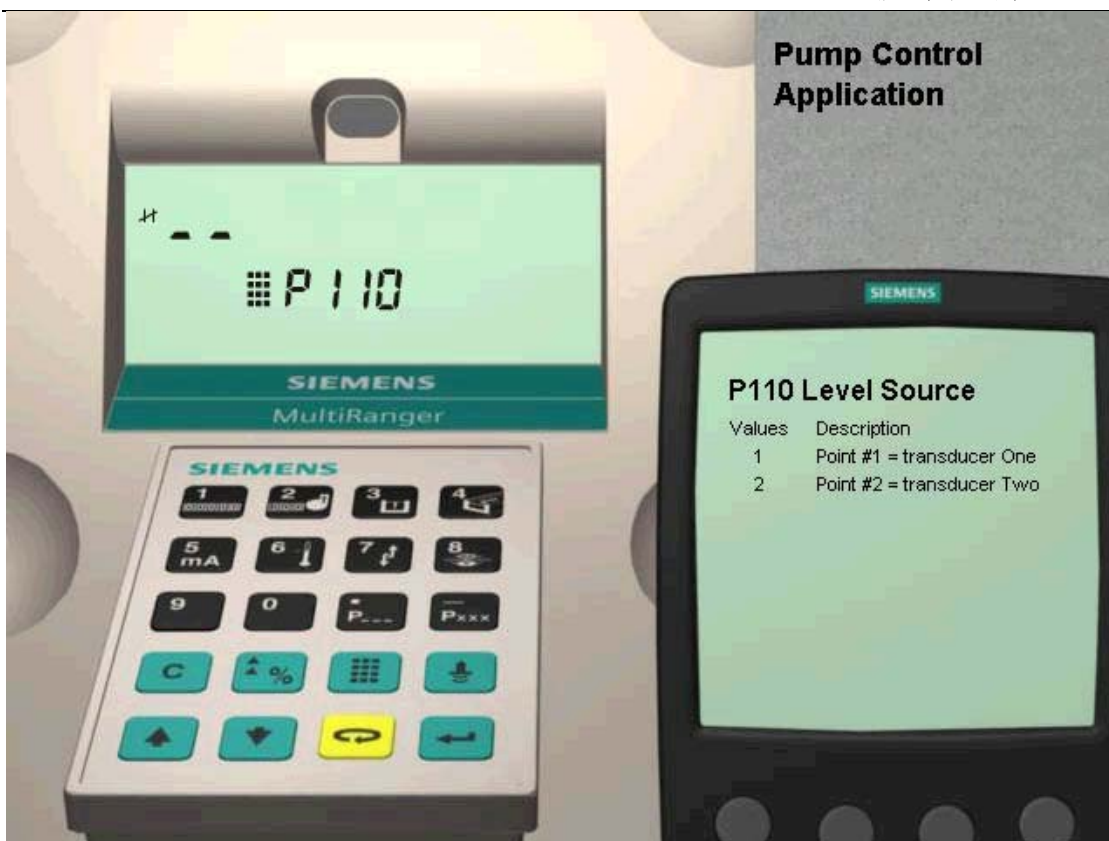 Pump Control
Application
-- --
P110
SIEMENS
MultiRanger
SIEMENS
1 2 3 4
5 mA 6 7 8
9 0 P--- Pxxx
C %
SIEMENS
P110 Level Source
Values Description
1 Point #1 = transducer One
2 Point #2 = transducer Two